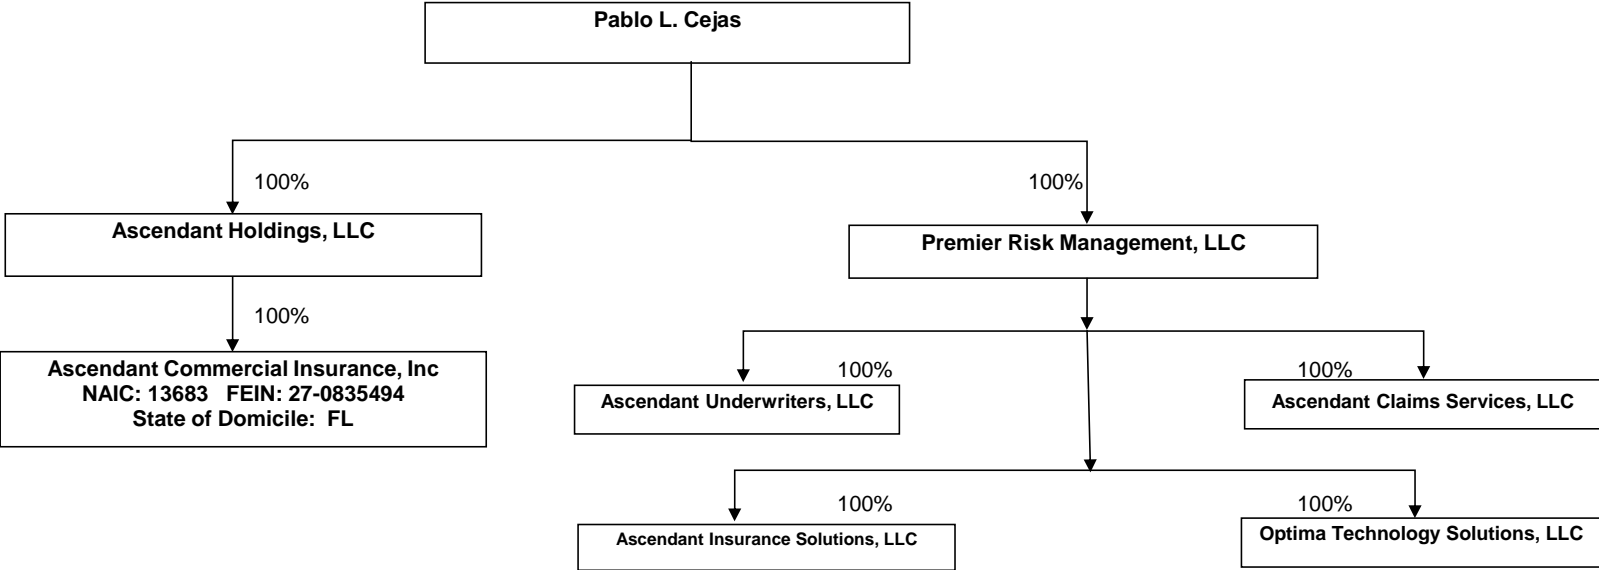 Pablo L. Cejas
100%
100%
Ascendant Holdings, LLC
Premier Risk Management, LLC
100%
Ascendant Commercial Insurance, Inc
NAIC: 13683 FEIN: 27-0835494
State of Domicile: FL
100%
100%
Ascendant Underwriters, LLC
Ascendant Claims Services, LLC
100%
100%
Ascendant Insurance Solutions, LLC
Optima Technology Solutions, LLC